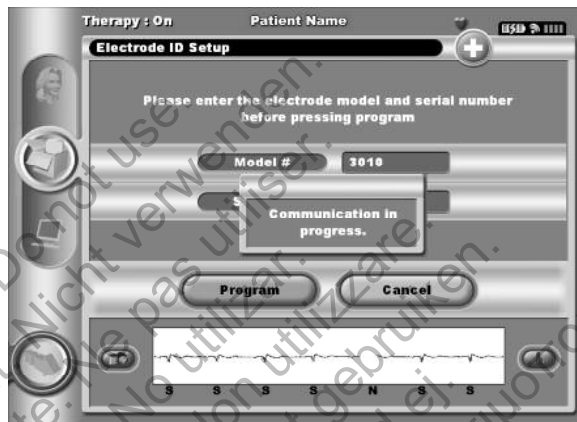 Therapy : On Patient Name
Electrode ID Setup
Please enter the electrode model and serial number
before pressing program
Model # 3010
S
Communication in
progress.
Program Cancel
S S S S N S S
Do not use.
Nicht verwenden.
Ne pas utiliser.
No utilizar.
Non utilizzare.
gebruiken.
ej.